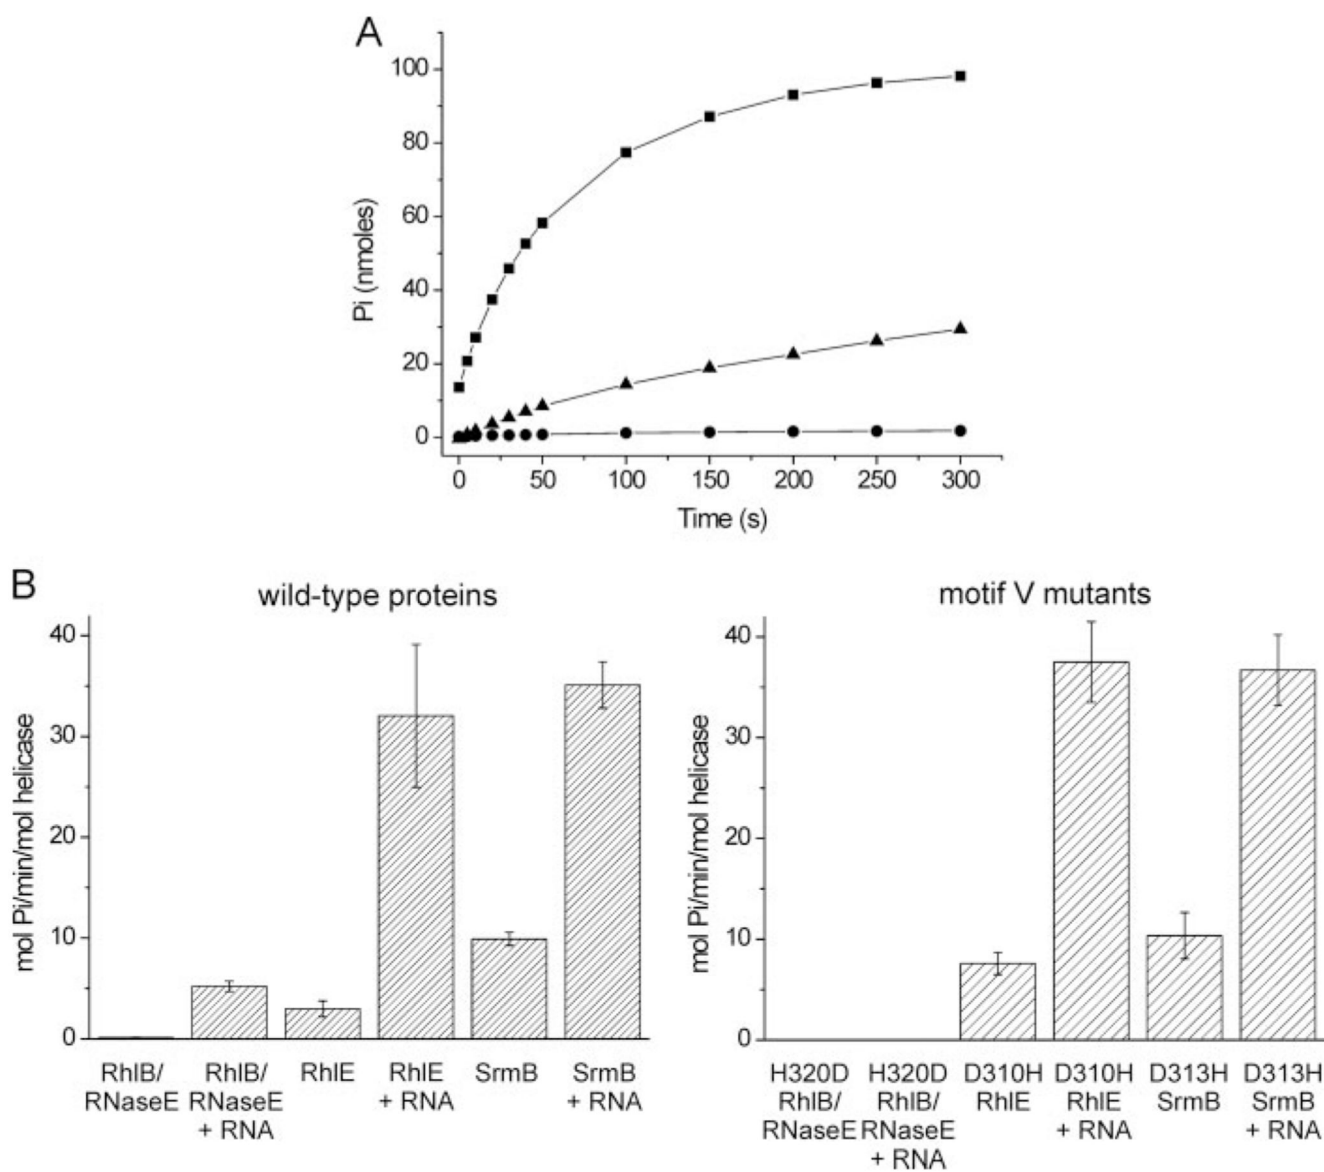 A
100
80
60
40
20
0
Pi (nmoles)
0 50 100 150 200 250 300
Time (s)
B
wild-type proteins
40
30
20
10
0
mol Pi/min/mol helicase
RhlB/ RhlB/ RhlE RhlE SrmB SrmB
RNaseE RNaseE + RNA + RNA
+ RNA
motif V mutants
40
30
20
10
0
mol Pi/min/mol helicase
H320D H320D D310H D310H D313H D313H
RhlB/ RhlB/ RhlE RhlE SrmB SrmB
RNaseE RNaseE + RNA + RNA
+ RNA